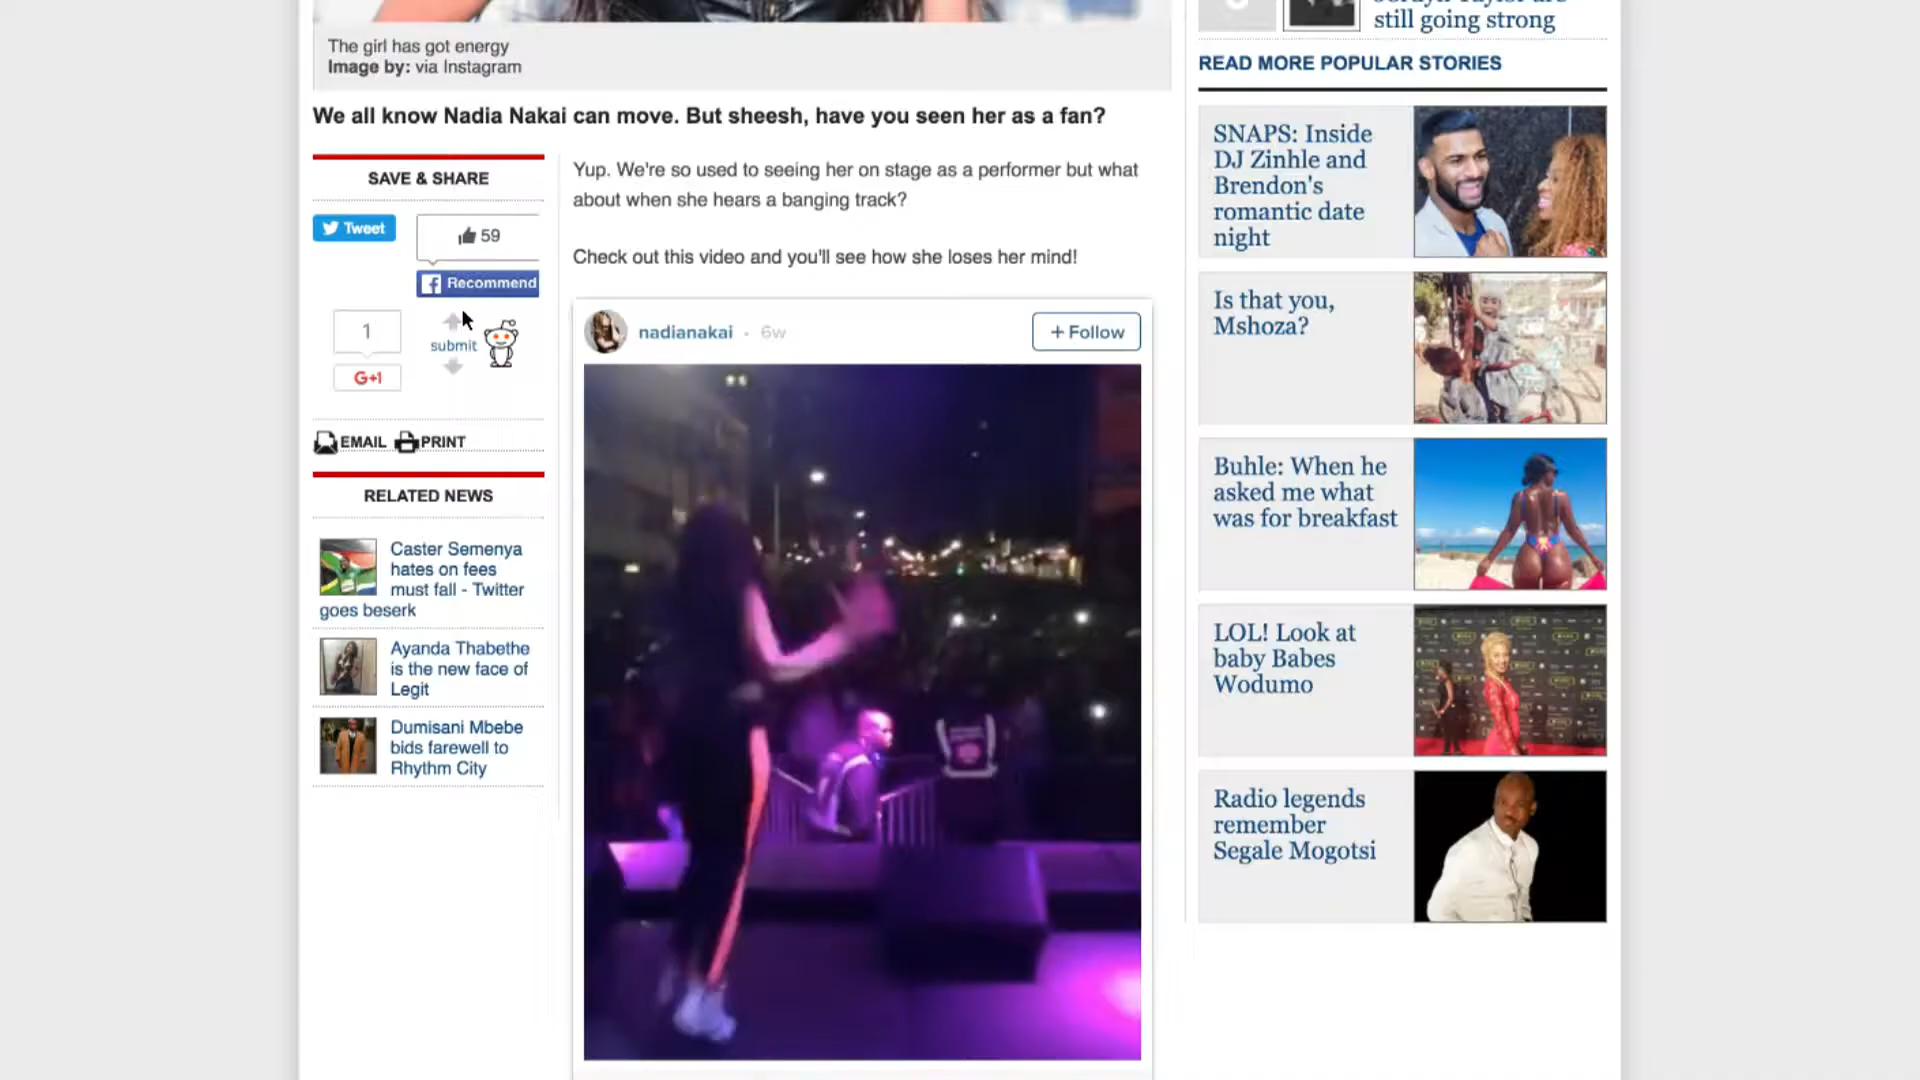 The girl has got energy
Image by: via Instagram
We all know Nadia Nakai can move. But sheesh, have you seen her as a fan?
SAVE & SHARE
Tweet
59
Recommend
1
submit
G+1
EMAIL PRINT
RELATED NEWS
Caster Semenya
hates on fees
must fall - Twitter
goes beserk
Ayanda Thabethe
is the new face of
Legit
Dumisani Mbebe
bids farewell to
Rhythm City
Yup. We're so used to seeing her on stage as a performer but what
about when she hears a banging track?
Check out this video and you'll see how she loses her mind!
nadianakai • 6w
+ Follow
still going strong
READ MORE POPULAR STORIES
SNAPS: Inside
DJ Zinhle and
Brendon's
romantic date
night
Is that you,
Mshoza?
Buhle: When he
asked me what
was for breakfast
LOL! Look at
baby Babes
Wodumo
Radio legends
remember
Segale Mogotsi